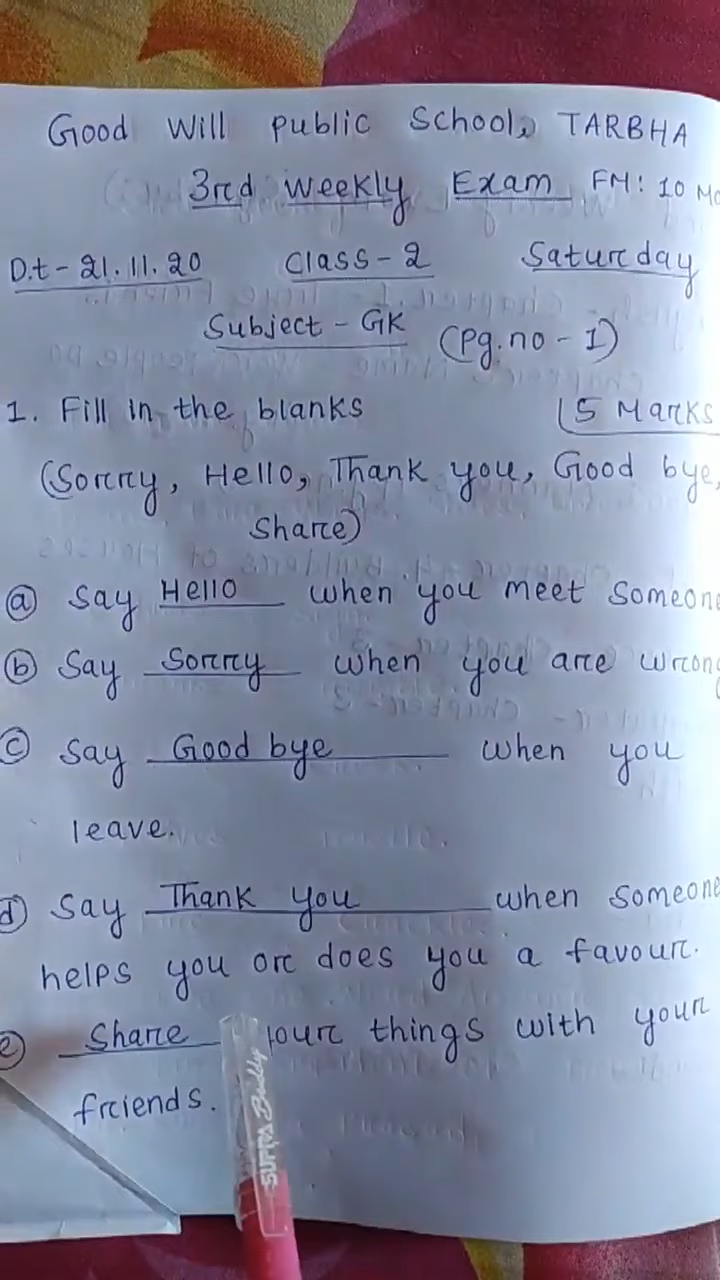 Good Will public School, TARBHA
3rd weekly Exam FM: 10 Ma
D.t - 21.11.20 Class - 2 Saturday
Subject - GK (Pg.no - 1)
1. Fill in the blanks 5 Marks
(Sorry, Hello, Thank you, Good bye,
Share)
(a) Say Hello when you meet Someone
(b) Say Sorry when you are wrong
(c) Say Good bye when you
leave.
(d) Say Thank you when someone
helps you or does you a favour.
(e) Share your things with your
friends.
SUPRA Buddy